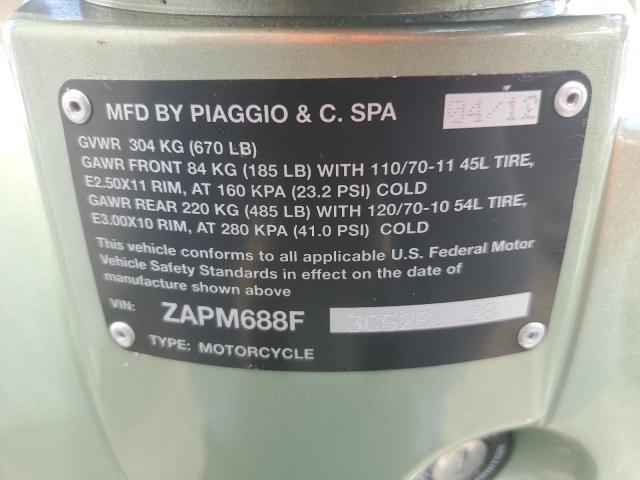 MFD BY PIAGGIO & C. SPA 04/12
GVWR 304 KG (670 LB)
GAWR FRONT 84 KG (185 LB) WITH 110/70-11 45L TIRE,
E2.50X11 RIM, AT 160 KPA (23.2 PSI) COLD
GAWR REAR 220 KG (485 LB) WITH 120/70-10 54L TIRE,
E3.00X10 RIM, AT 280 KPA (41.0 PSI) COLD
This vehicle conforms to all applicable U.S. Federal Motor
Vehicle Safety Standards in effect on the date of
manufacture shown above
VIN: ZAPM688F
TYPE: MOTORCYCLE